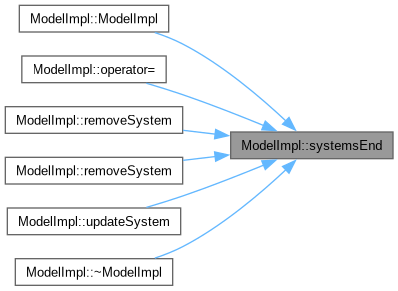 ModelImpl::ModelImpl
ModelImpl::operator=
ModelImpl::removeSystem
ModelImpl::systemsEnd
ModelImpl::removeSystem
ModelImpl::updateSystem
ModelImpl::~ModelImpl